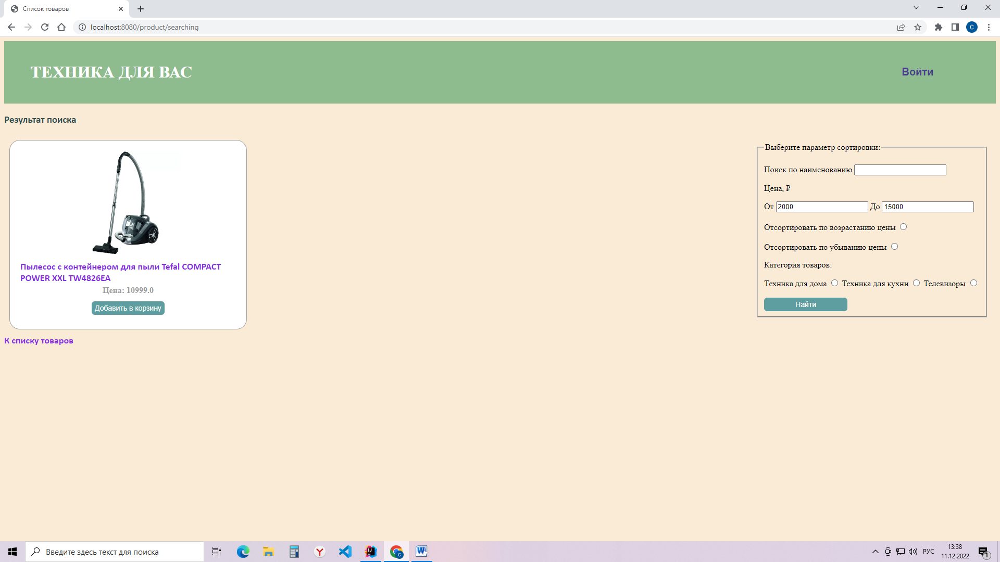 Список товаров
localhost:8080/product/searching
C
ТЕХНИКА ДЛЯ ВАС
Войти
Результат поиска
Пылесос с контейнером для пыли Tefal COMPACT
POWER XXL TW4826EA
Цена: 10999.0
Добавить в корзину
К списку товаров
Выберите параметр сортировки:
Поиск по наименованию
Цена, ₽
От 2000 До 15000
Отсортировать по возрастанию цены
Отсортировать по убыванию цены
Категория товаров:
Техника для дома Техника для кухни Телевизоры
Найти
Введите здесь текст для поиска
Y
IJ
C
W
РУС
13:38
11.12.2022
1